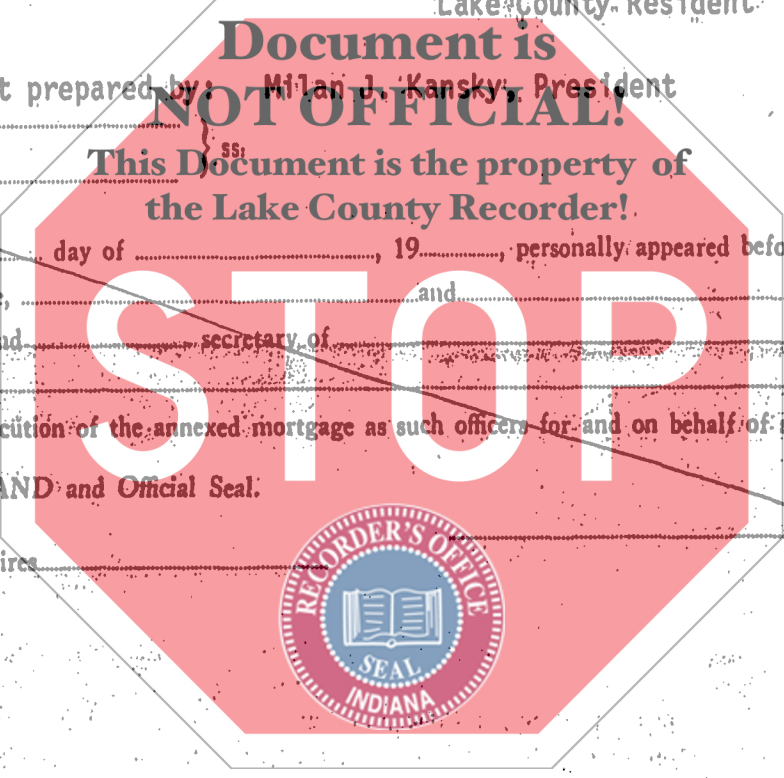 Lake County Resident
Document is
t prepared by: Milan J. Kansky, President
NOT OFFICIAL!
ss:
This Document is the property of
the Lake County Recorder!
day of ........................................, 19............, personally appeared befo
and
secretary of
cution of the annexed mortgage as such officers for and on behalf of
STOP
AND and Official Seal.
ires
RECORDER'S OFFICE
SEAL
INDIANA